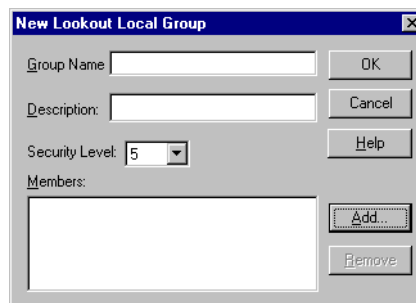 New Lookout Local Group
Group Name
OK
Description:
Cancel
Security Level: 5
Help
Members:
Add...
Remove